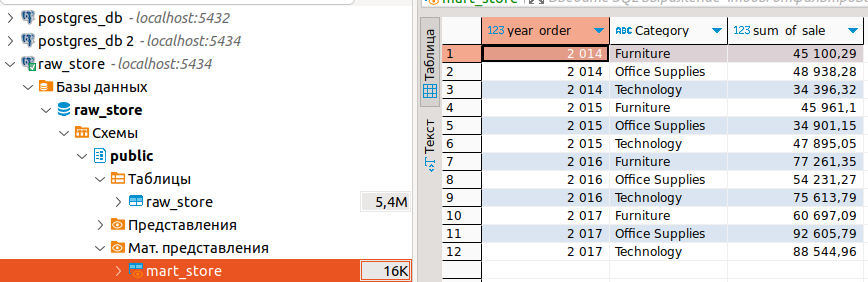 postgres_db - localhost:5432
postgres_db 2 - localhost:5434
raw_store - localhost:5434
Базы данных
raw_store
Схемы
public
Таблицы
raw_store 5,4M
Представления
Мат. представления
mart_store 16K
mart_store
Таблица
Текст
123 year_order ABC Category 123 sum_of_sale
1 2 014 Furniture 45 100,29
2 2 014 Office Supplies 48 938,28
3 2 014 Technology 34 396,32
4 2 015 Furniture 45 961,1
5 2 015 Office Supplies 34 901,15
6 2 015 Technology 47 895,05
7 2 016 Furniture 77 261,35
8 2 016 Office Supplies 54 231,27
9 2 016 Technology 75 613,79
10 2 017 Furniture 60 697,09
11 2 017 Office Supplies 92 605,79
12 2 017 Technology 88 544,96